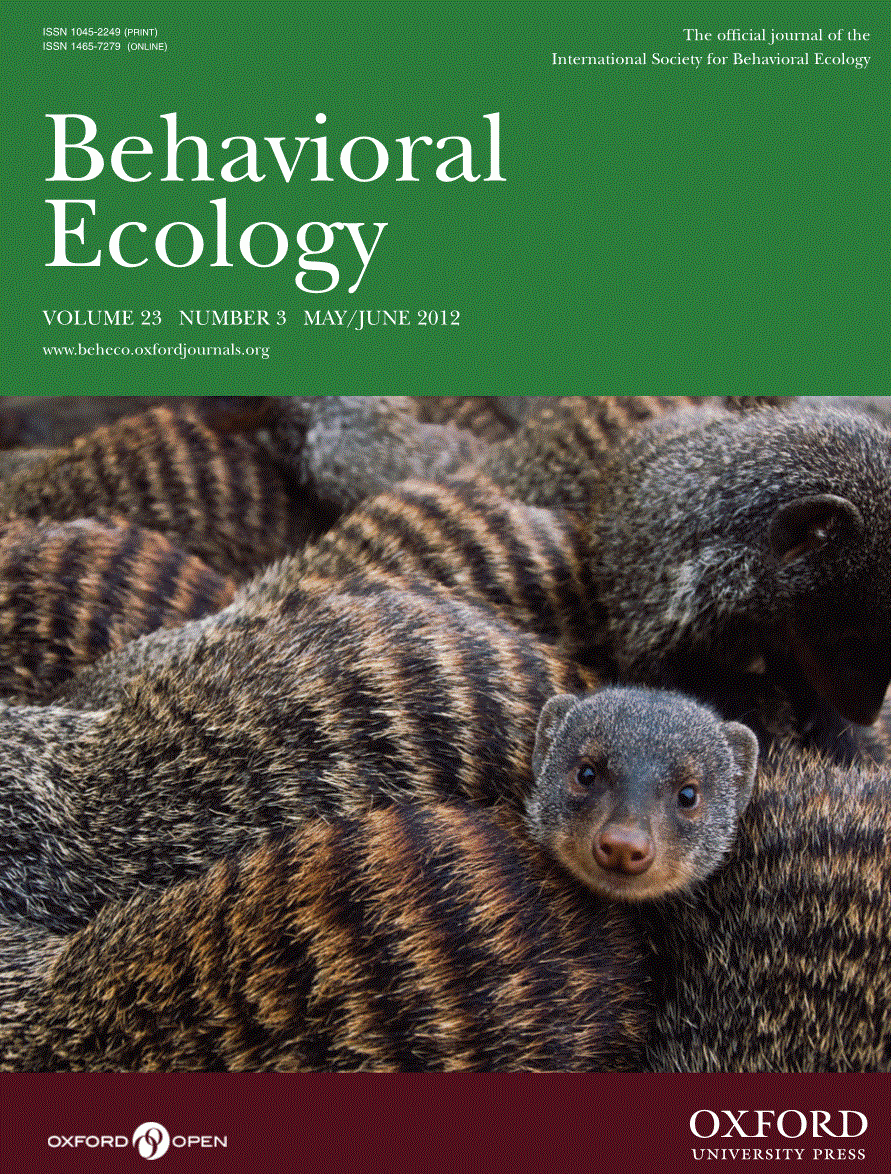 ISSN 1045-2249 (PRINT)
ISSN 1465-7279 (ONLINE)
The official journal of the
International Society for Behavioral Ecology
Behavioral
Ecology
VOLUME 23 NUMBER 3 MAY/JUNE 2012
www.beheco.oxfordjournals.org
OXFORD OPEN
OXFORD
UNIVERSITY PRESS